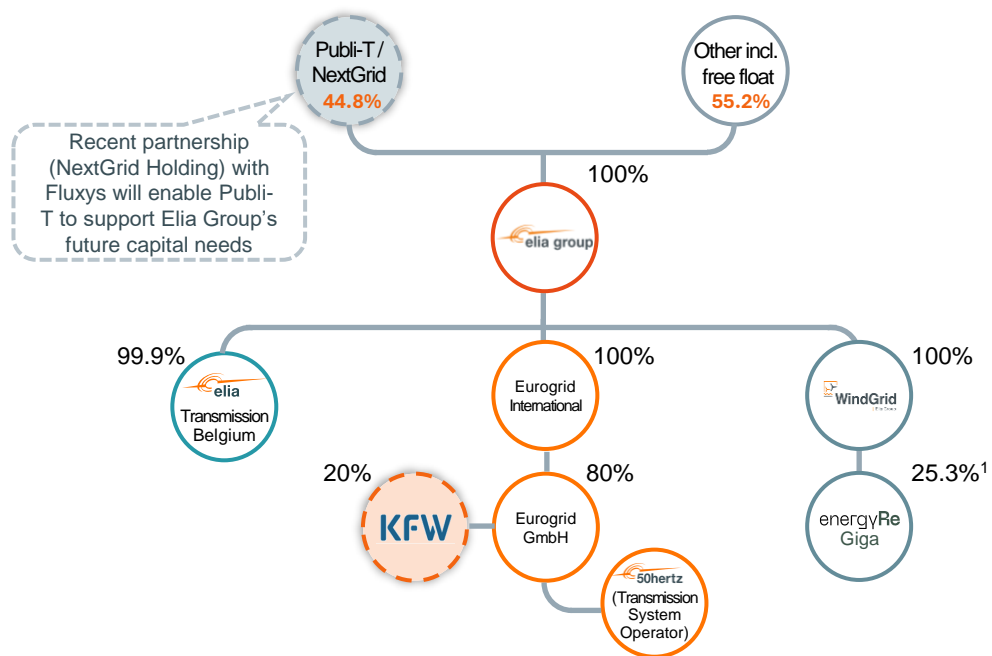 Publi-T /
NextGrid
44.8%
Other incl.
free float
55.2%
Recent partnership
(NextGrid Holding) with
Fluxys will enable Publi-
T to support Elia Group's
future capital needs
100%
elia group
99.9%
100%
100%
elia
Transmission
Belgium
Eurogrid
International
WindGrid
20%
80%
25.3%¹
KFW
Eurogrid
GmbH
energyRe
Giga
50hertz
(Transmission
System
Operator)